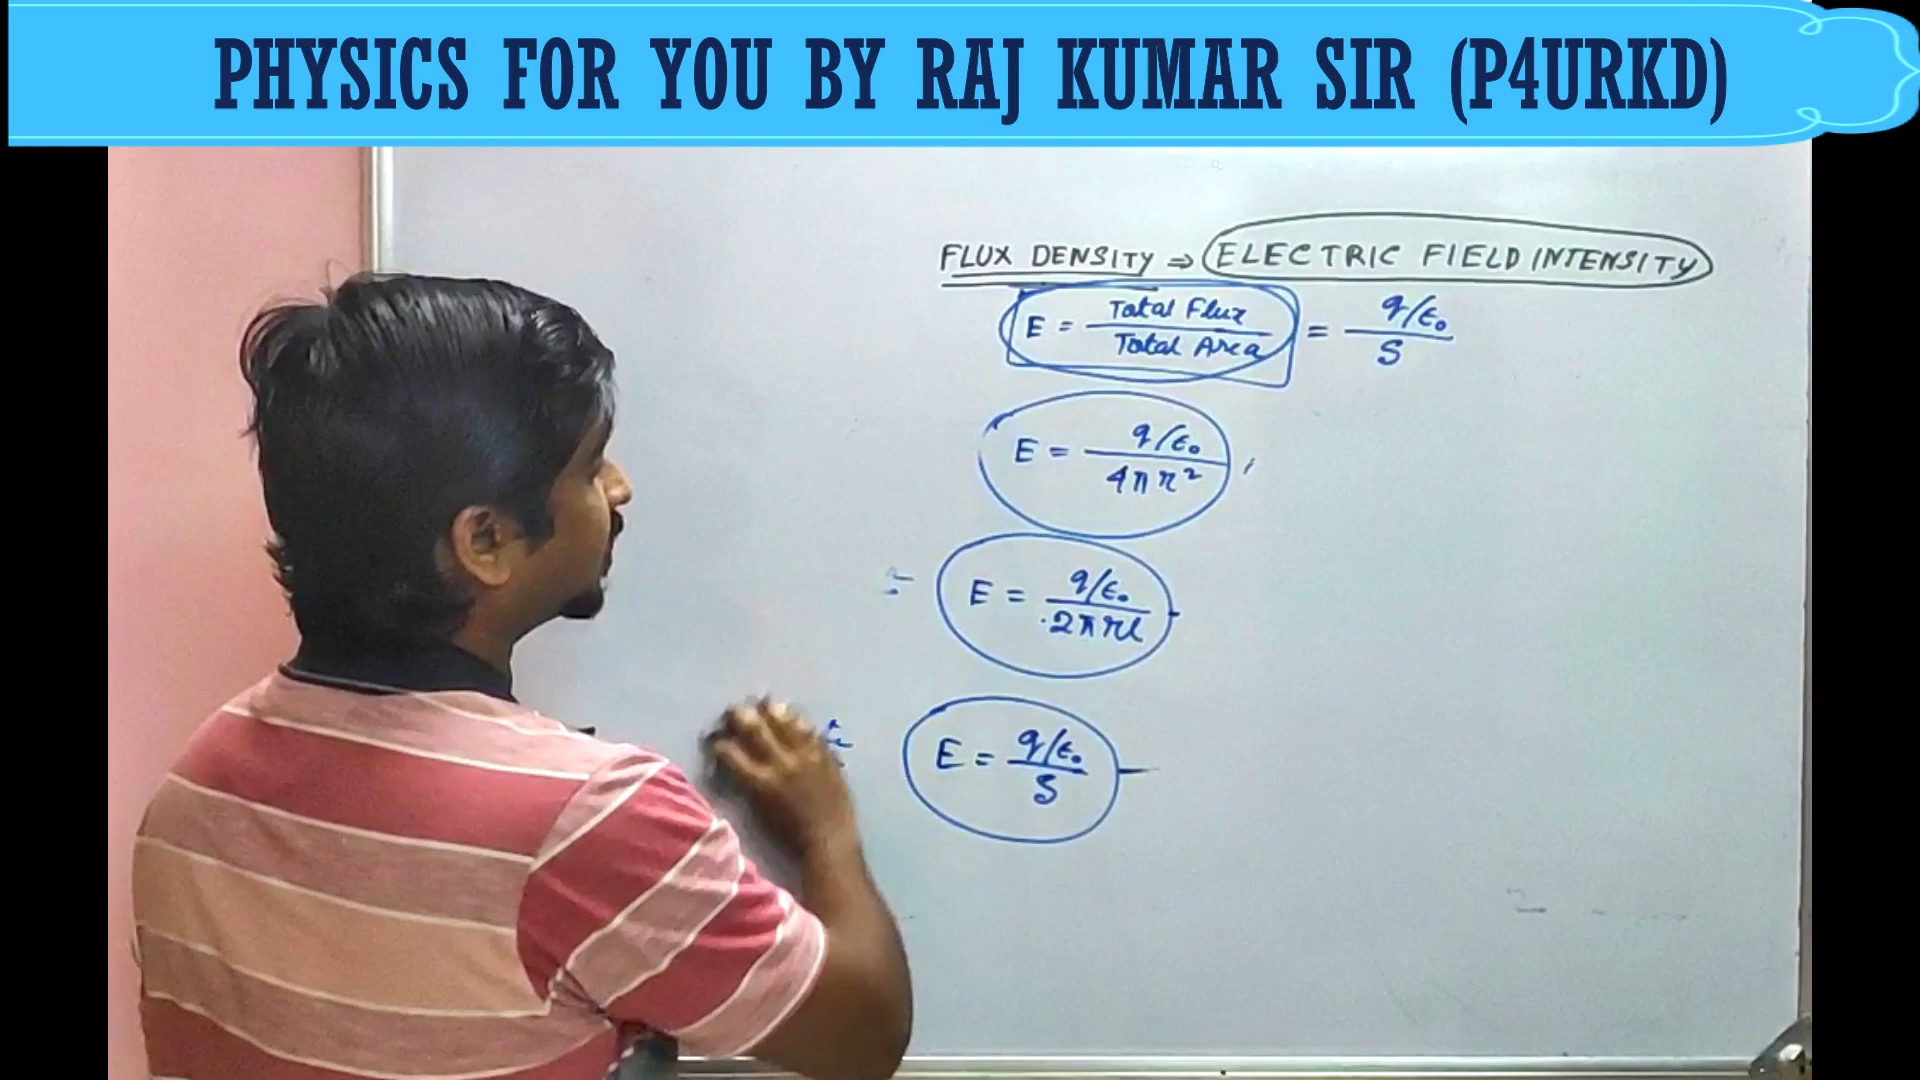 PHYSICS FOR YOU BY RAJ KUMAR SIR (P4URKD)
FLUX DENSITY ⇒ ELECTRIC FIELD INTENSITY
E = Total Flux / Total Area = q/ε₀ / S
E = q/ε₀ / 4πr²
E = q/ε₀ / 2πrl
E = q/ε₀ / S